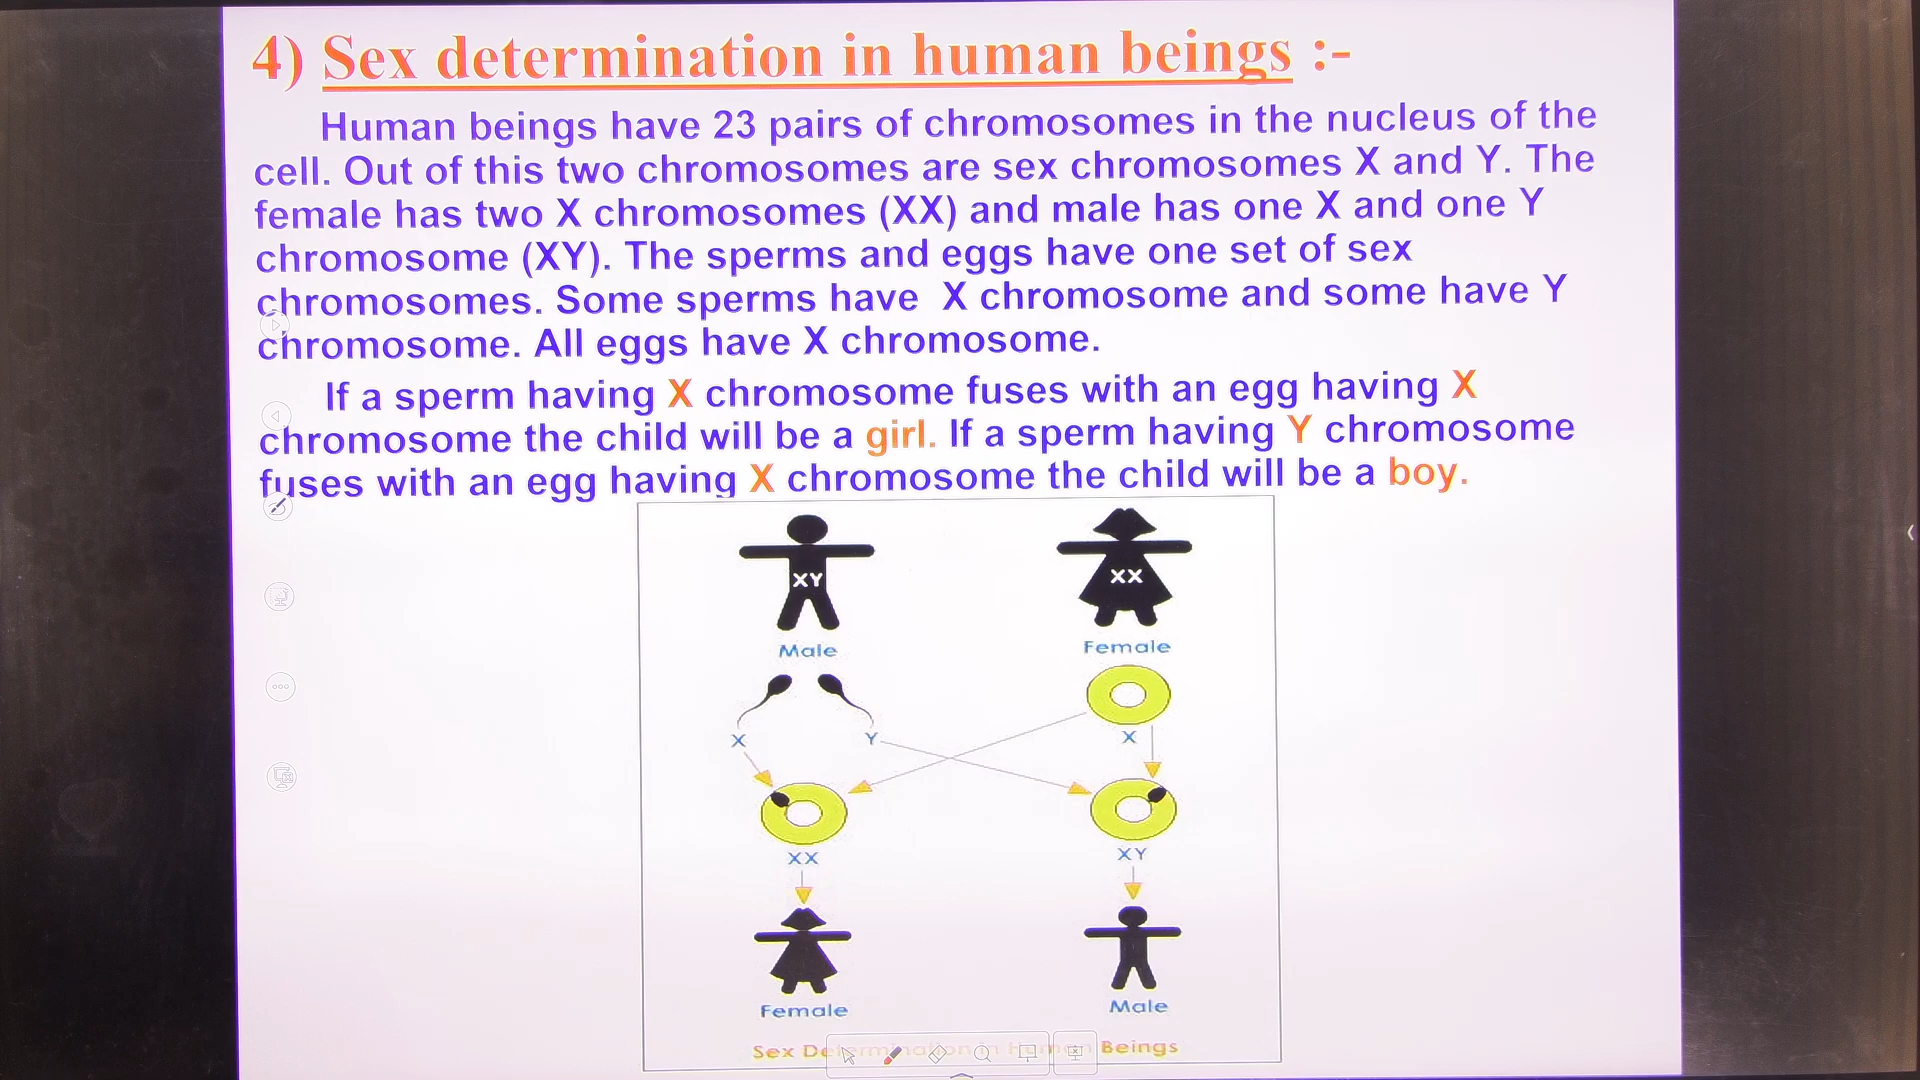 4) Sex determination in human beings :-
Human beings have 23 pairs of chromosomes in the nucleus of the
cell. Out of this two chromosomes are sex chromosomes X and Y. The
female has two X chromosomes (XX) and male has one X and one Y
chromosome (XY). The sperms and eggs have one set of sex
chromosomes. Some sperms have X chromosome and some have Y
chromosome. All eggs have X chromosome.
If a sperm having X chromosome fuses with an egg having X
chromosome the child will be a girl. If a sperm having Y chromosome
fuses with an egg having X chromosome the child will be a boy.
XY
XX
Male
Female
X
Y
X
XX
XY
Female
Male
Sex Determination in Human Beings